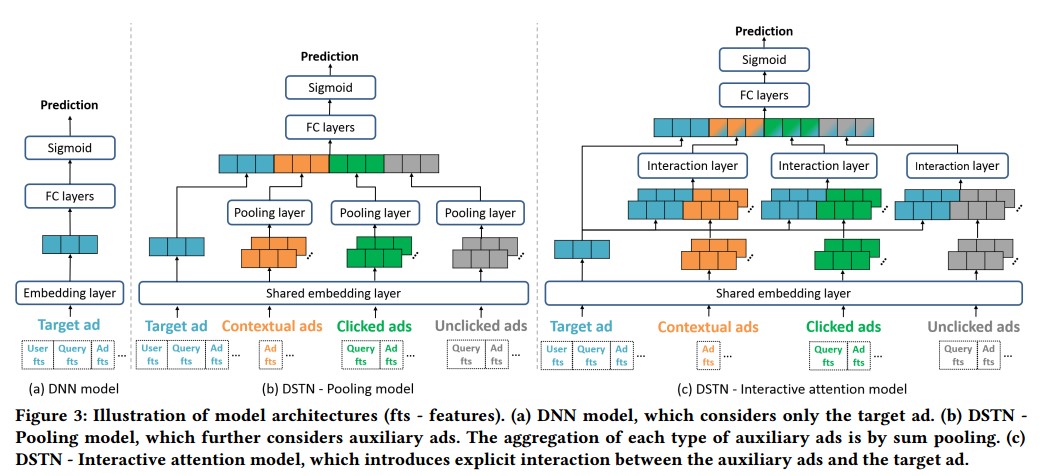 Prediction
Sigmoid
FC layers
Embedding layer
Target ad
User fts
Query fts
Ad fts
...
(a) DNN model
Prediction
Sigmoid
FC layers
Pooling layer
Pooling layer
Pooling layer
Shared embedding layer
Target ad
Contextual ads
Clicked ads
Unclicked ads
User fts
Query fts
Ad fts
...
Ad fts
...
Query fts
Ad fts
...
Query fts
Ad fts
...
(b) DSTN - Pooling model
Prediction
Sigmoid
FC layers
Interaction layer
Interaction layer
Interaction layer
Shared embedding layer
Target ad
Contextual ads
Clicked ads
Unclicked ads
User fts
Query fts
Ad fts
...
Ad fts
...
Query fts
Ad fts
...
Query fts
Ad fts
...
(c) DSTN - Interactive attention model
Figure 3: Illustration of model architectures (fts - features). (a) DNN model, which considers only the target ad. (b) DSTN -
Pooling model, which further considers auxiliary ads. The aggregation of each type of auxiliary ads is by sum pooling. (c)
DSTN - Interactive attention model, which introduces explicit interaction between the auxiliary ads and the target ad.